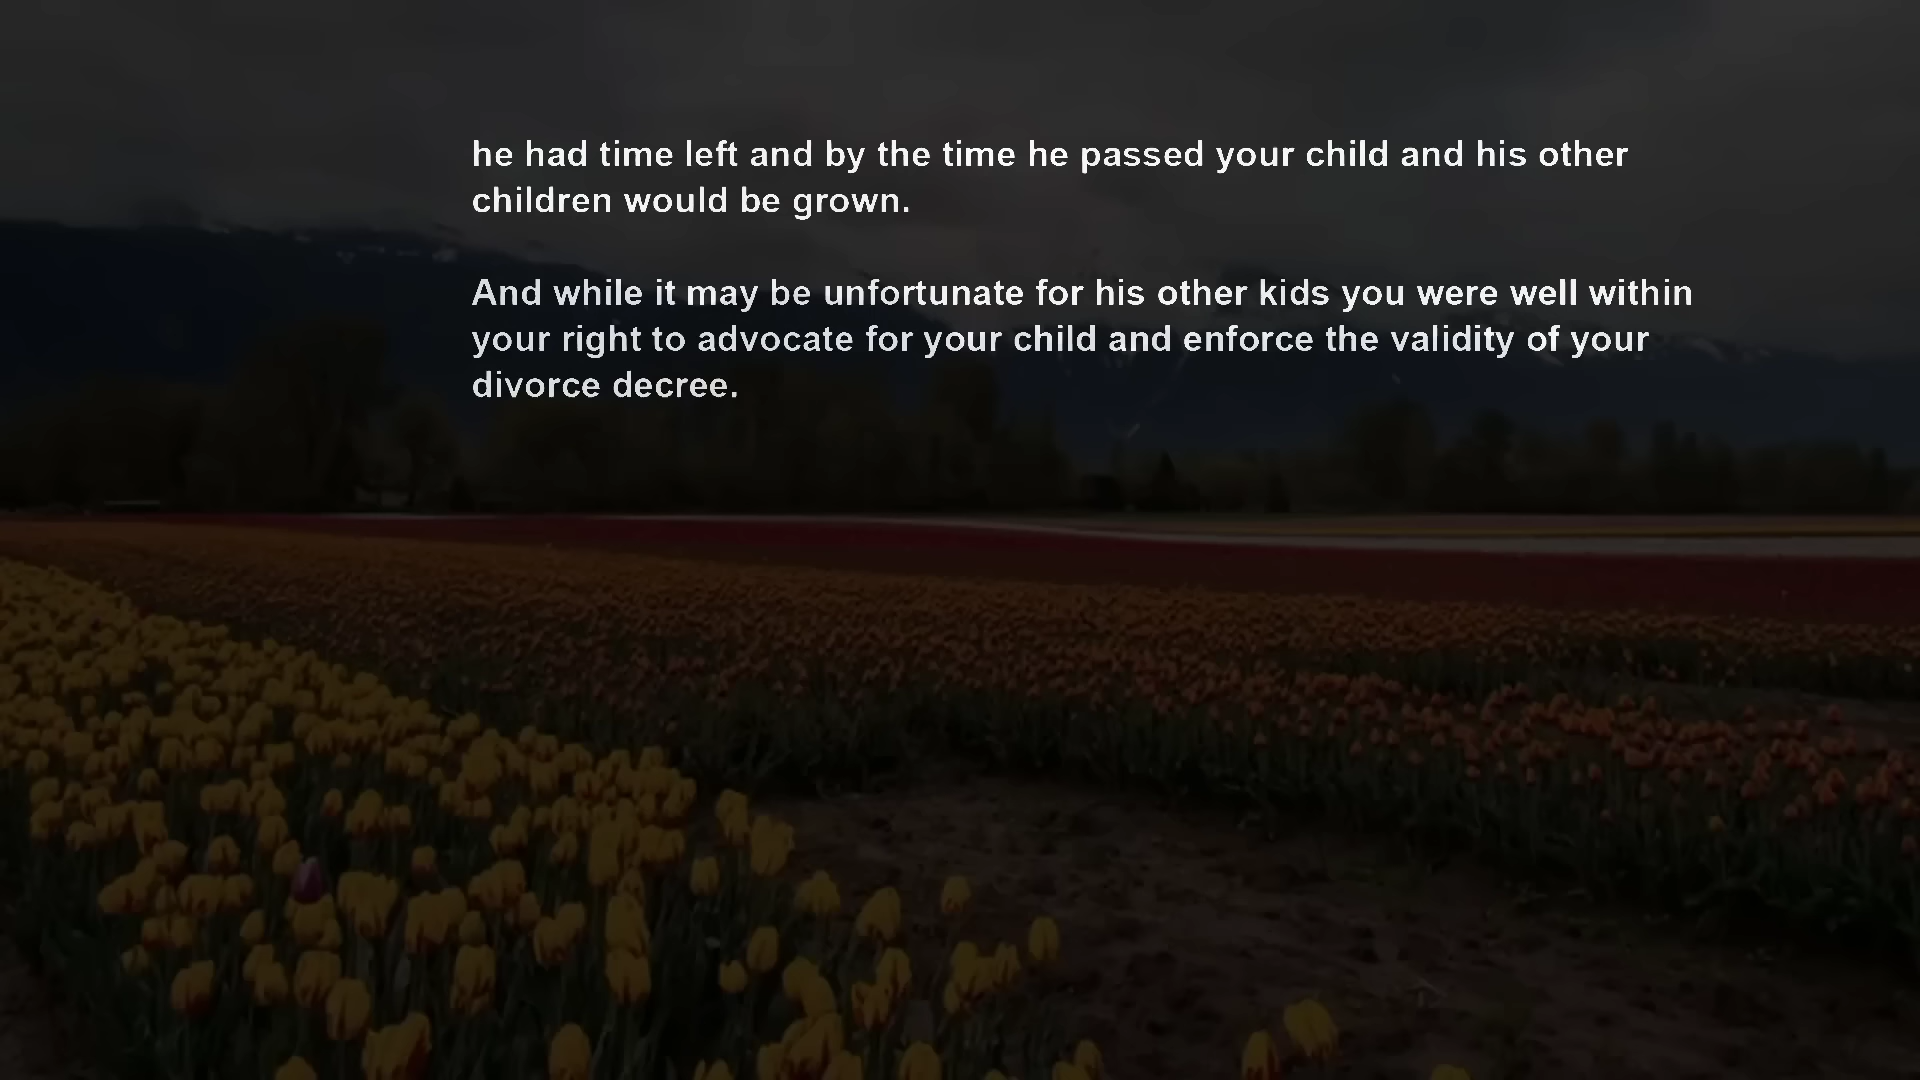 he had time left and by the time he passed your child and his other
children would be grown.
And while it may be unfortunate for his other kids you were well within
your right to advocate for your child and enforce the validity of your
divorce decree.